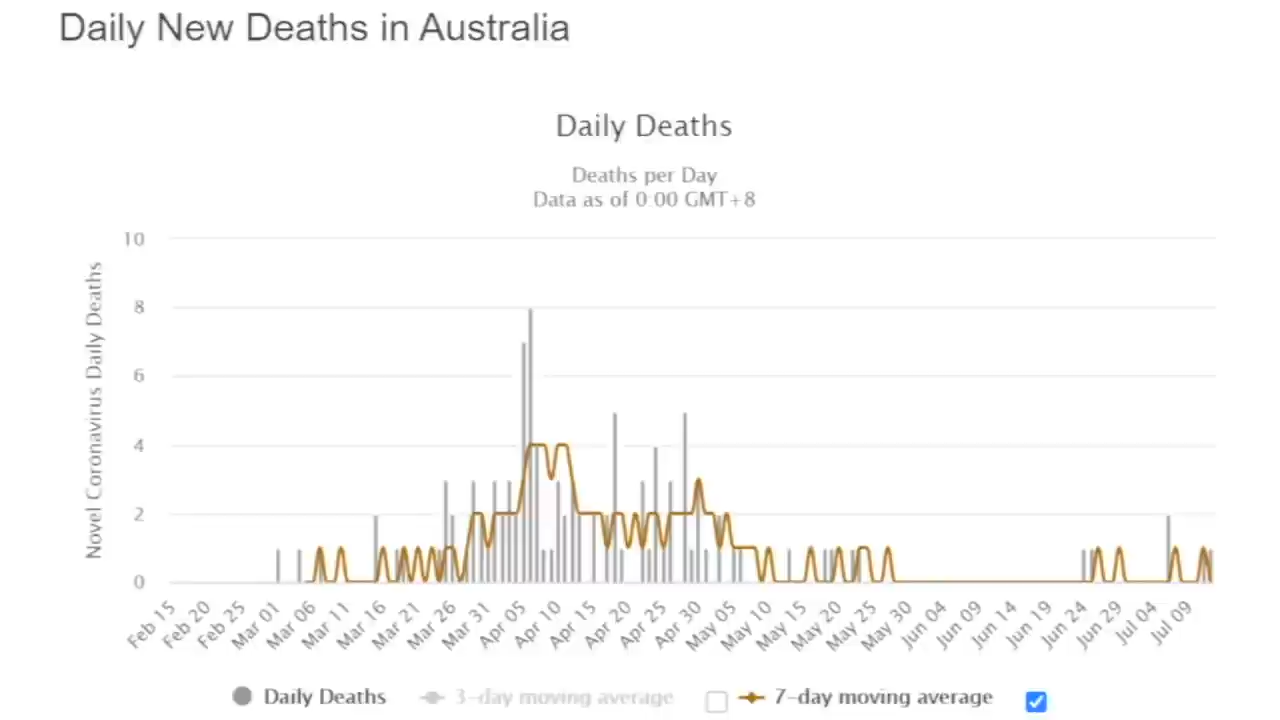 Daily New Deaths in Australia
Daily Deaths
Deaths per Day
Data as of 0:00 GMT+8
Novel Coronavirus Daily Deaths
10
8
6
4
2
0
Feb 15
Feb 20
Feb 25
Mar 01
Mar 06
Mar 11
Mar 16
Mar 21
Mar 26
Mar 31
Apr 05
Apr 10
Apr 15
Apr 20
Apr 25
Apr 30
May 05
May 10
May 15
May 20
May 25
May 30
Jun 04
Jun 09
Jun 14
Jun 19
Jun 24
Jun 29
Jul 04
Jul 09
Daily Deaths
3-day moving average
7-day moving average